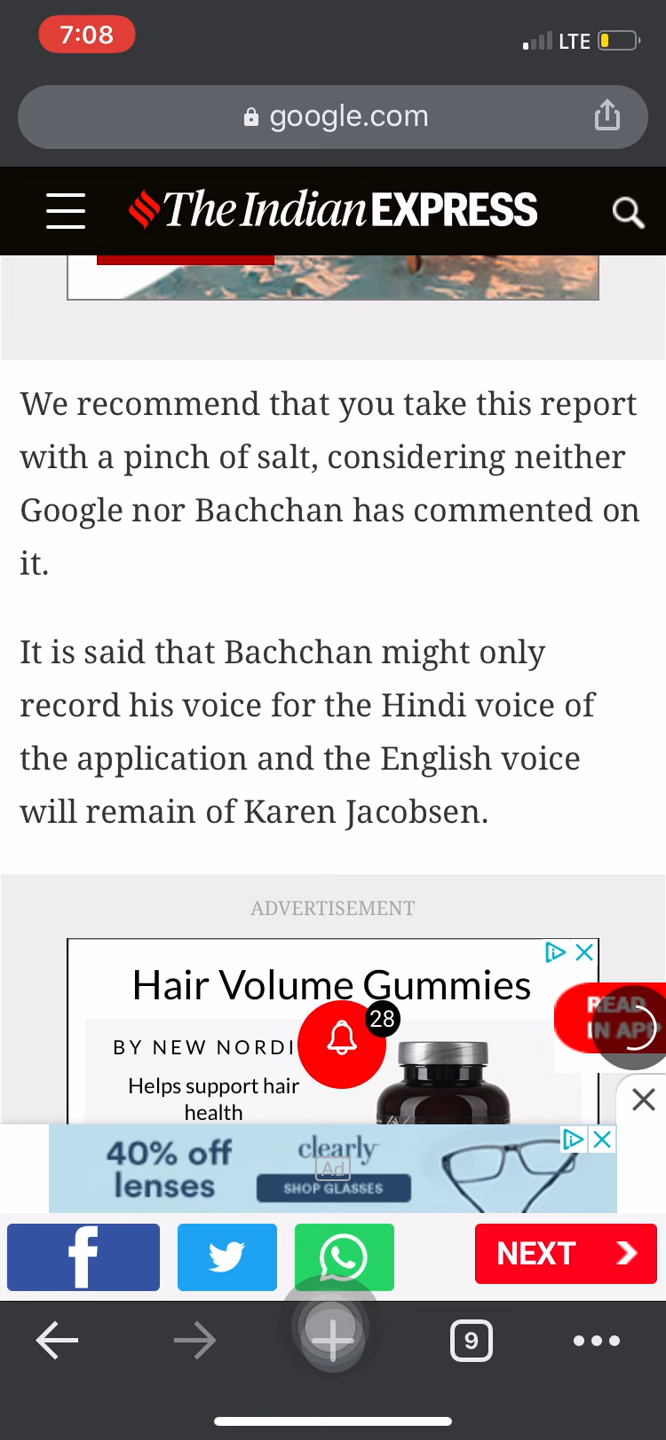 7:08
LTE
google.com
The Indian EXPRESS
We recommend that you take this report
with a pinch of salt, considering neither
Google nor Bachchan has commented on
it.
It is said that Bachchan might only
record his voice for the Hindi voice of
the application and the English voice
will remain of Karen Jacobsen.
ADVERTISEMENT
Hair Volume Gummies
28
READ
IN APP
BY NEW NORDI
Helps support hair
health
40% off
lenses
clearly
Ad
SHOP GLASSES
NEXT
9